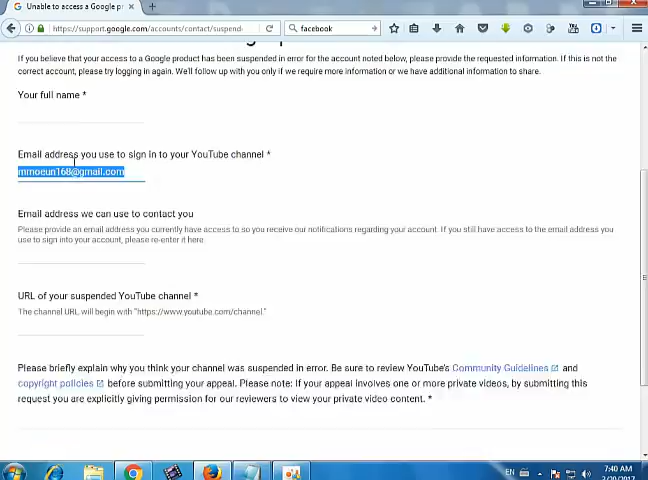 Unable to access a Google pr
https://support.google.com/accounts/contact/suspend
facebook
If you believe that your access to a Google product has been suspended in error for the account noted below, please provide the requested information. If this is not the
correct account, please try logging in again. We'll follow up with you only if we require more information or we have additional information to share.
Your full name *
Email address you use to sign in to your YouTube channel *
mmoeun168@gmail.com
Email address we can use to contact you
Please provide an email address you currently have access to so you receive our notifications regarding your account. If you still have access to the email address you
use to sign into your account, please re-enter it here.
URL of your suspended YouTube channel *
The channel URL will begin with "https://www.youtube.com/channel."
Please briefly explain why you think your channel was suspended in error. Be sure to review YouTube's Community Guidelines and
copyright policies before submitting your appeal. Please note: If your appeal involves one or more private videos, by submitting this
request you are explicitly giving permission for our reviewers to view your private video content. *
EN
7:40 AM
3/20/2017